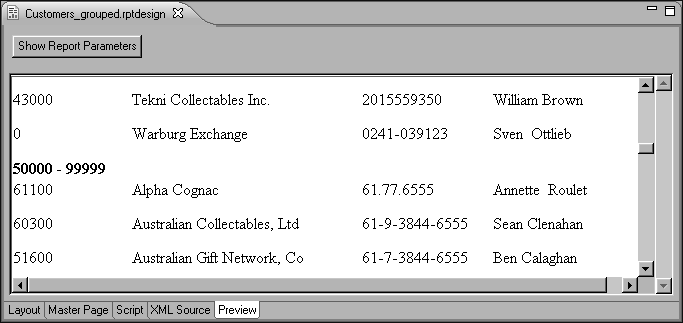 Customers_grouped.rptdesign
Show Report Parameters
43000 Tekni Collectables Inc. 2015559350 William Brown
0 Warburg Exchange 0241-039123 Sven Ottlieb
50000 - 99999
61100 Alpha Cognac 61.77.6555 Annette Roulet
60300 Australian Collectables, Ltd 61-9-3844-6555 Sean Clenahan
51600 Australian Gift Network, Co 61-7-3844-6555 Ben Calaghan
Layout Master Page Script XML Source Preview